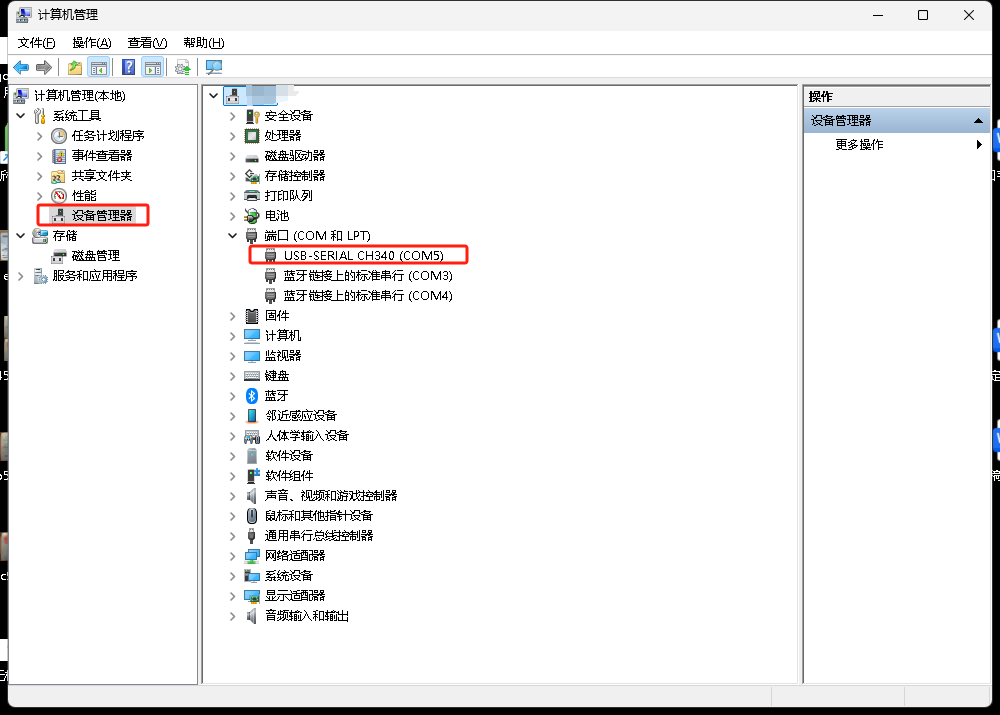 计算机管理
文件(F) 操作(A) 查看(V) 帮助(H)
计算机管理(本地)
系统工具
任务计划程序
事件查看器
共享文件夹
性能
设备管理器
存储
磁盘管理
服务和应用程序
安全设备
处理器
磁盘驱动器
存储控制器
打印队列
电池
端口 (COM 和 LPT)
USB-SERIAL CH340 (COM5)
蓝牙链接上的标准串行 (COM3)
蓝牙链接上的标准串行 (COM4)
固件
计算机
监视器
键盘
蓝牙
邻近感应设备
人体学输入设备
软件设备
软件组件
声音、视频和游戏控制器
鼠标和其他指针设备
通用串行总线控制器
网络适配器
系统设备
显示适配器
音频输入和输出
操作
设备管理器
更多操作